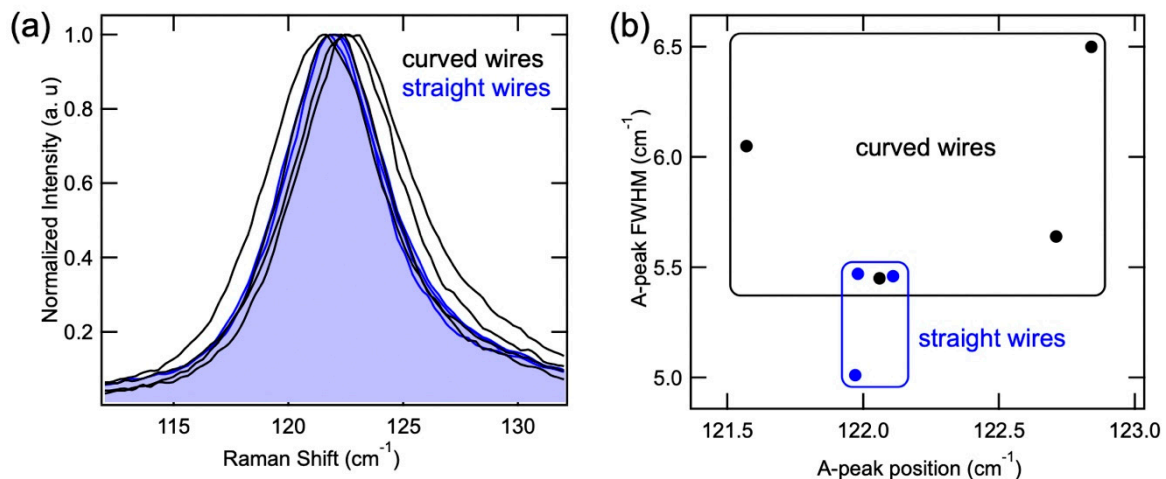 (a)
1.0
0.8
0.6
0.4
0.2
Normalized Intensity (a. u)
curved wires
straight wires
115
120
125
130
Raman Shift (cm-1)
(b)
6.5
6.0
5.5
5.0
A-peak FWHM (cm-1)
curved wires
straight wires
121.5
122.0
122.5
123.0
A-peak position (cm-1)